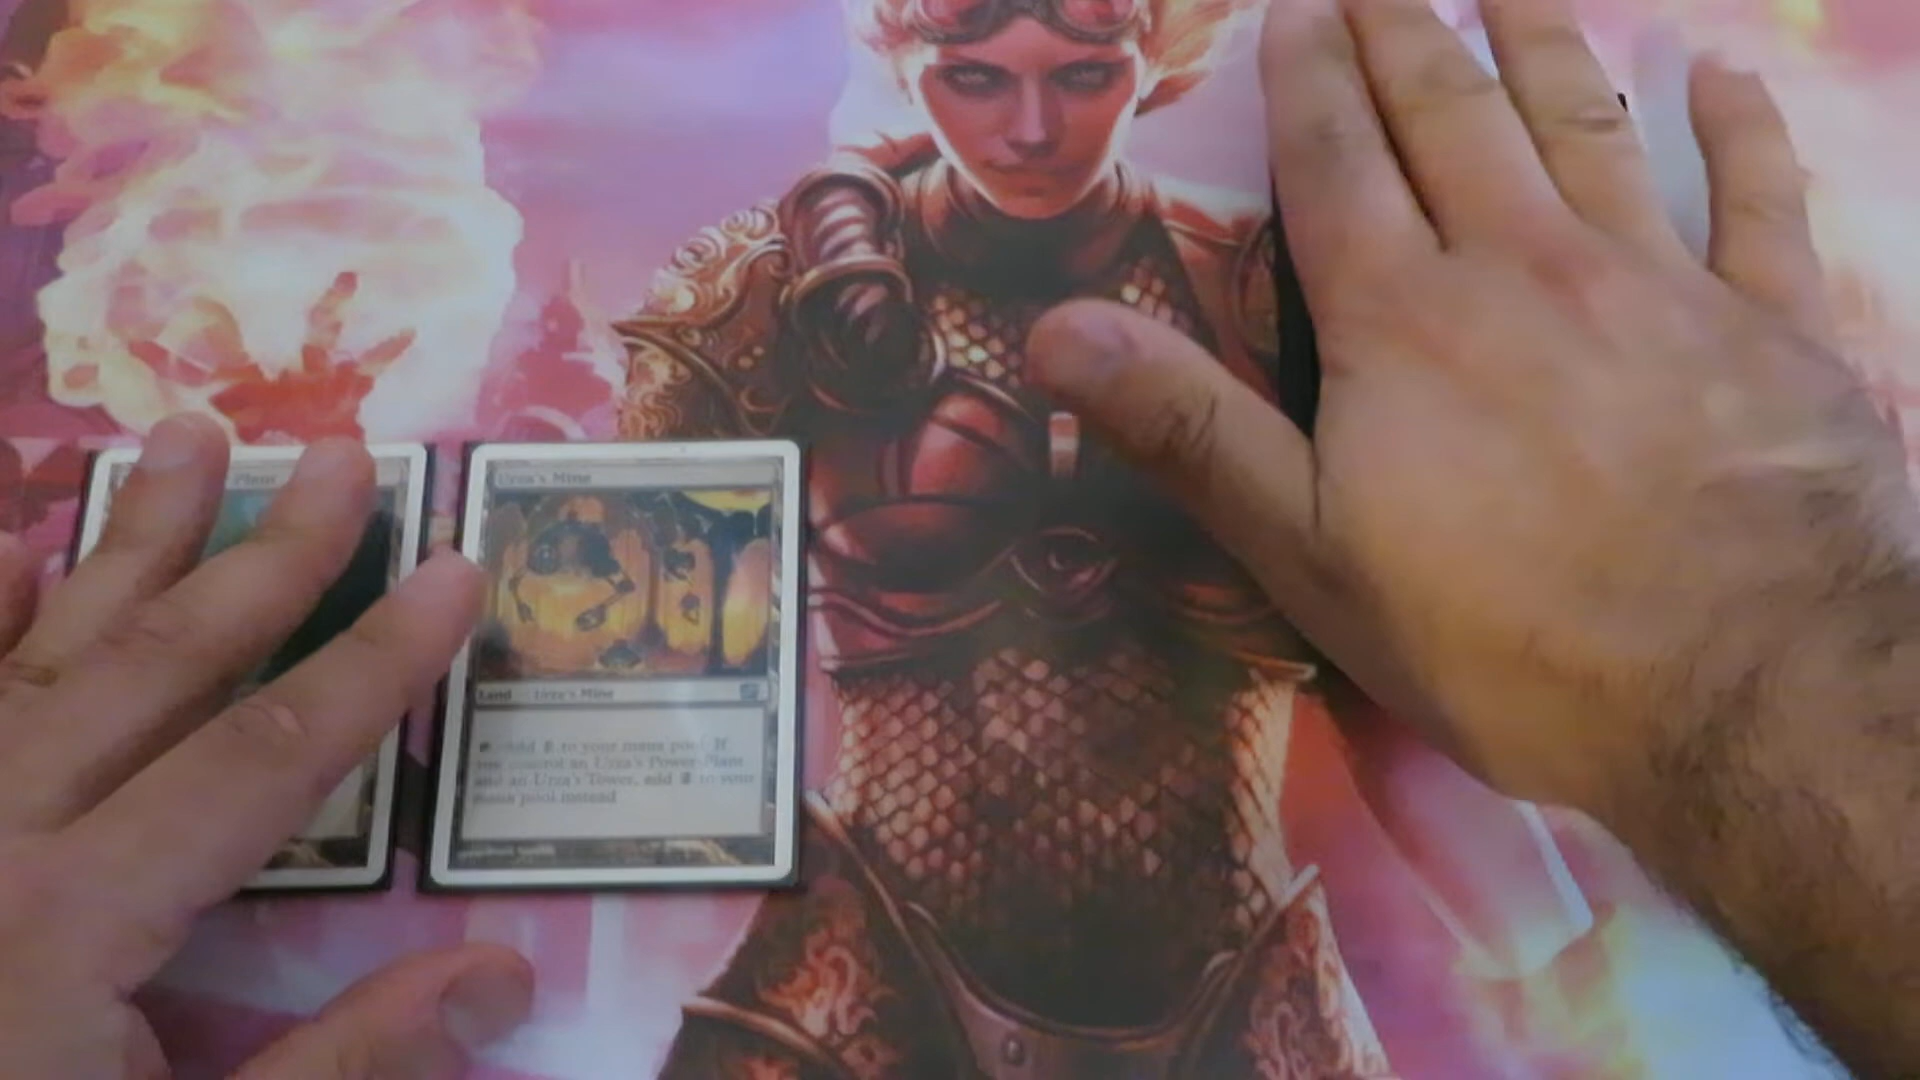 Plant
Urza's Mine
Land Urza's Mine
: Add to your mana pool. If
you control an Urza's Power-Plant
and an Urza's Tower, add to your
mana pool instead